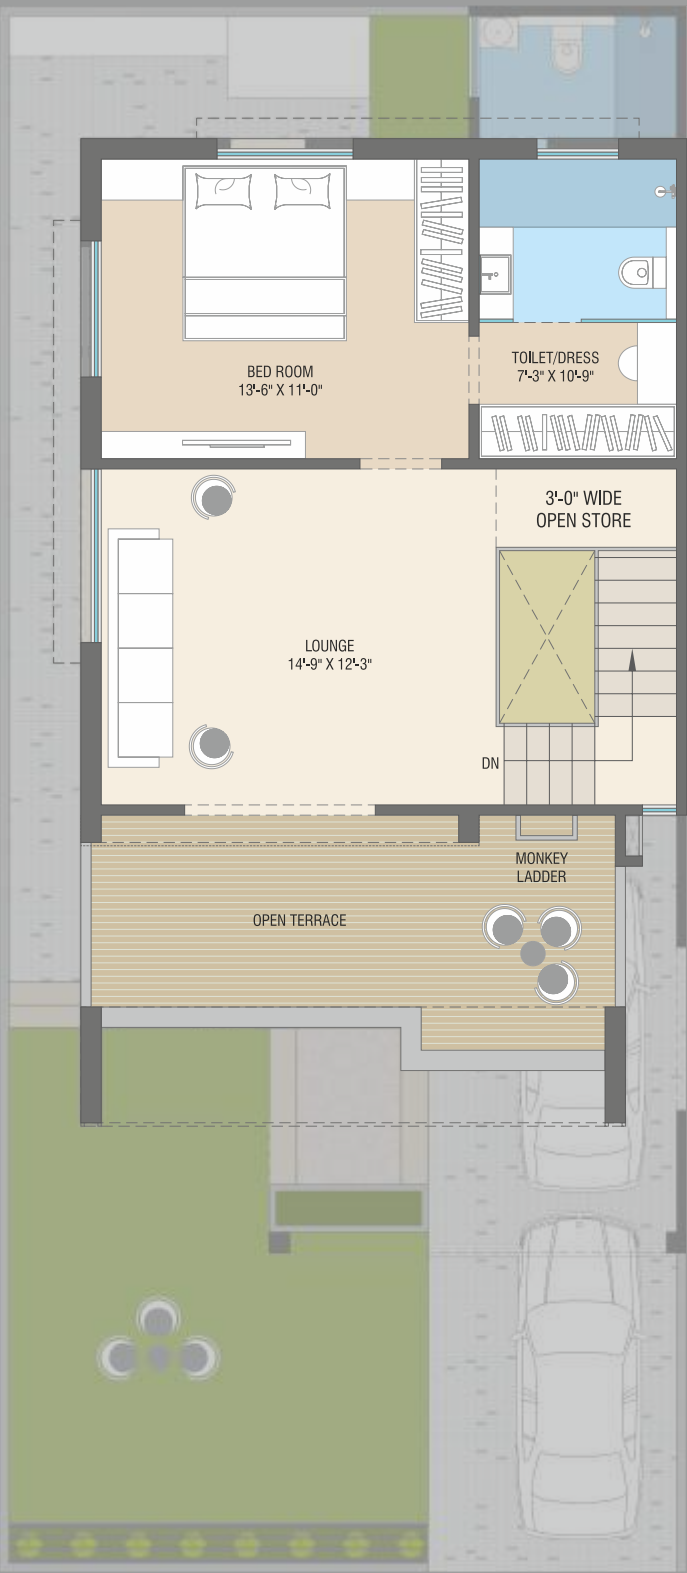 BED ROOM
13'-6" X 11'-0"
TOILET/DRESS
7'-3" X 10'-9"
3'-0" WIDE
OPEN STORE
LOUNGE
14'-9" X 12'-3"
DN
MONKEY
LADDER
OPEN TERRACE